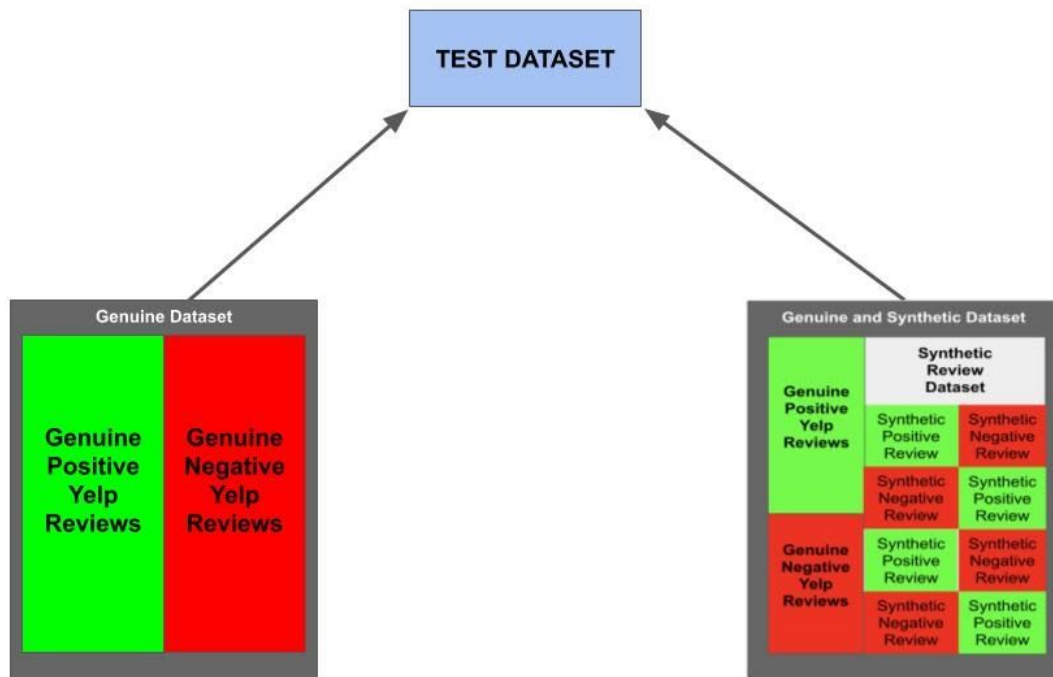 TEST DATASET
Genuine Dataset
Genuine
Positive
Yelp
Reviews
Genuine
Negative
Yelp
Reviews
Genuine and Synthetic Dataset
Genuine
Positive
Yelp
Reviews
Genuine
Negative
Yelp
Reviews
Synthetic
Review
Dataset
Synthetic
Positive
Review
Synthetic
Negative
Review
Synthetic
Negative
Review
Synthetic
Positive
Review
Synthetic
Positive
Review
Synthetic
Negative
Review
Synthetic
Negative
Review
Synthetic
Positive
Review